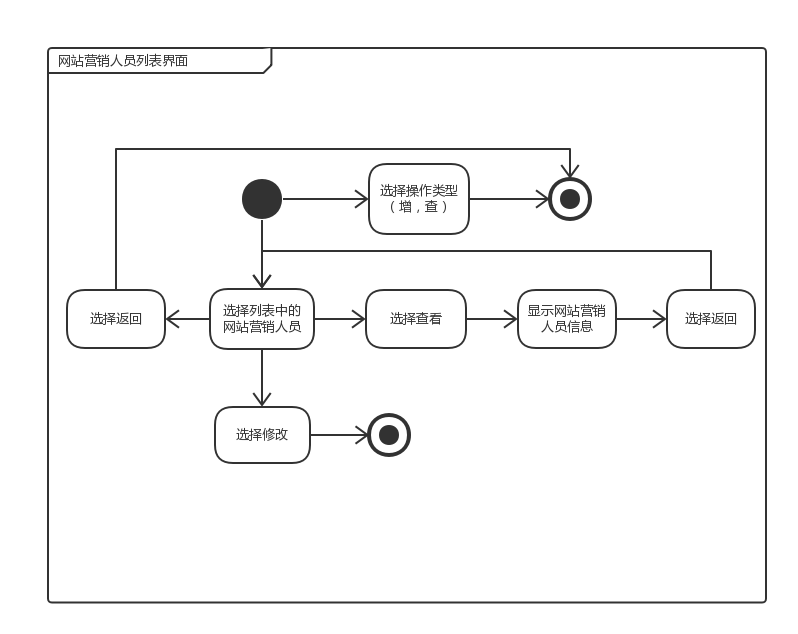 网站营销人员列表界面
选择操作类型
（增，查）
选择返回
选择列表中的
网站营销人员
选择查看
显示网站营销
人员信息
选择返回
选择修改